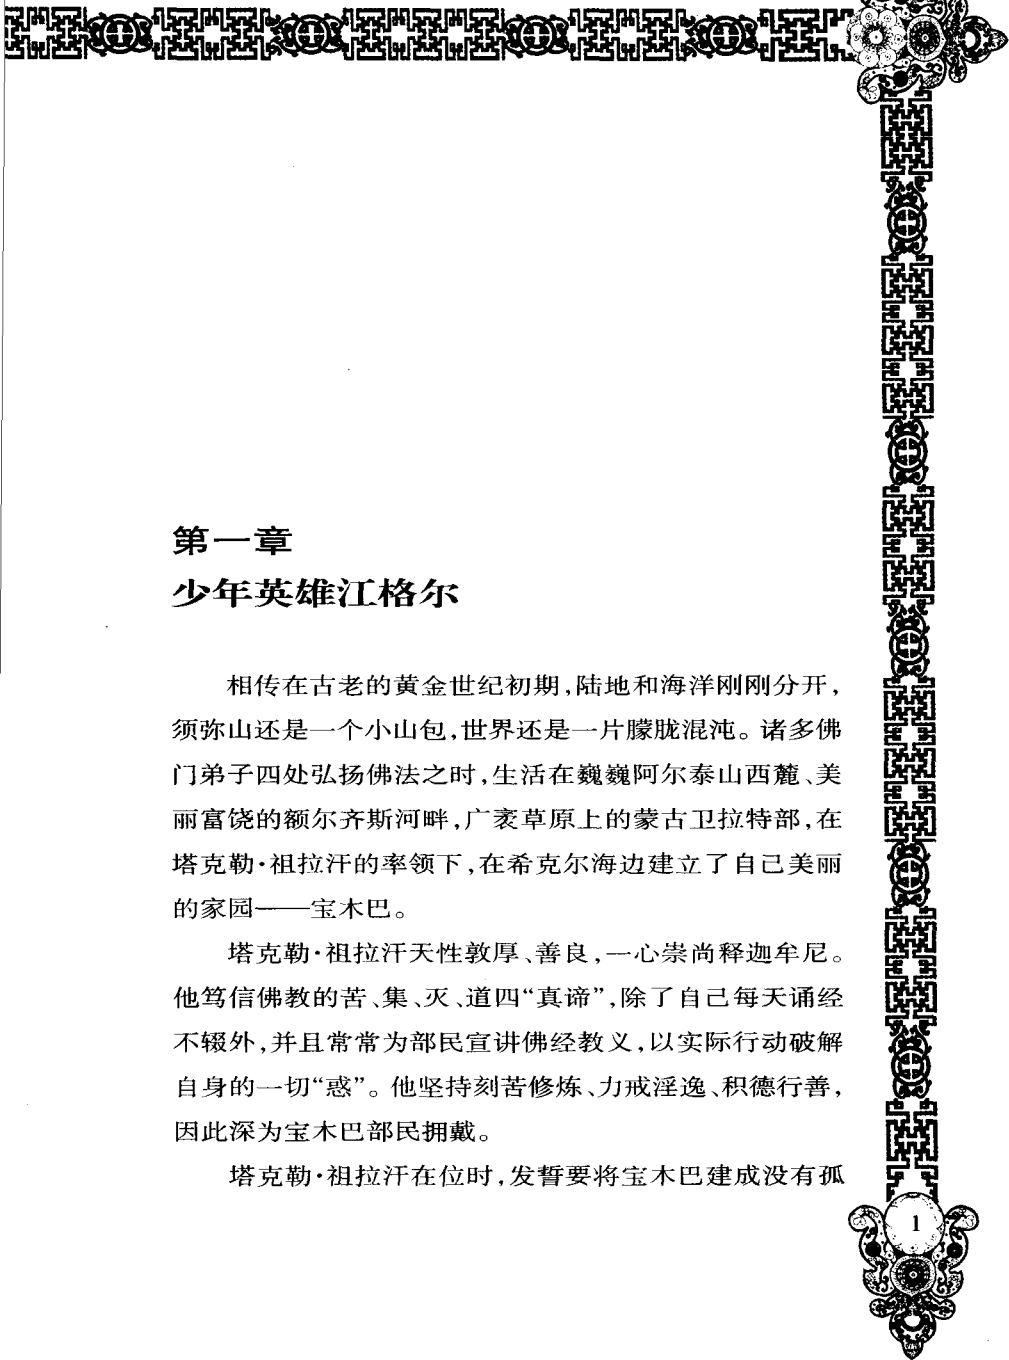 第一章
少年英雄江格尔
相传在古老的黄金世纪初期,陆地和海洋刚刚分开,
须弥山还是一个小山包,世界还是一片朦胧混沌。诸多佛
门弟子四处弘扬佛法之时,生活在巍巍阿尔泰山西麓、美
丽富饶的额尔齐斯河畔,广袤草原上的蒙古卫拉特部,在
塔克勒·祖拉汗的率领下,在希克尔海边建立了自己美丽
的家园——宝木巴。
塔克勒·祖拉汗天性敦厚、善良,一心崇尚释迦牟尼。
他笃信佛教的苦、集、灭、道四“真谛”,除了自己每天诵经
不辍外,并且常常为部民宣讲佛经教义,以实际行动破解
自身的一切“惑”。他坚持刻苦修炼、力戒淫逸、积德行善,
因此深为宝木巴部民拥戴。
塔克勒·祖拉汗在位时,发誓要将宝木巴建成没有孤
1